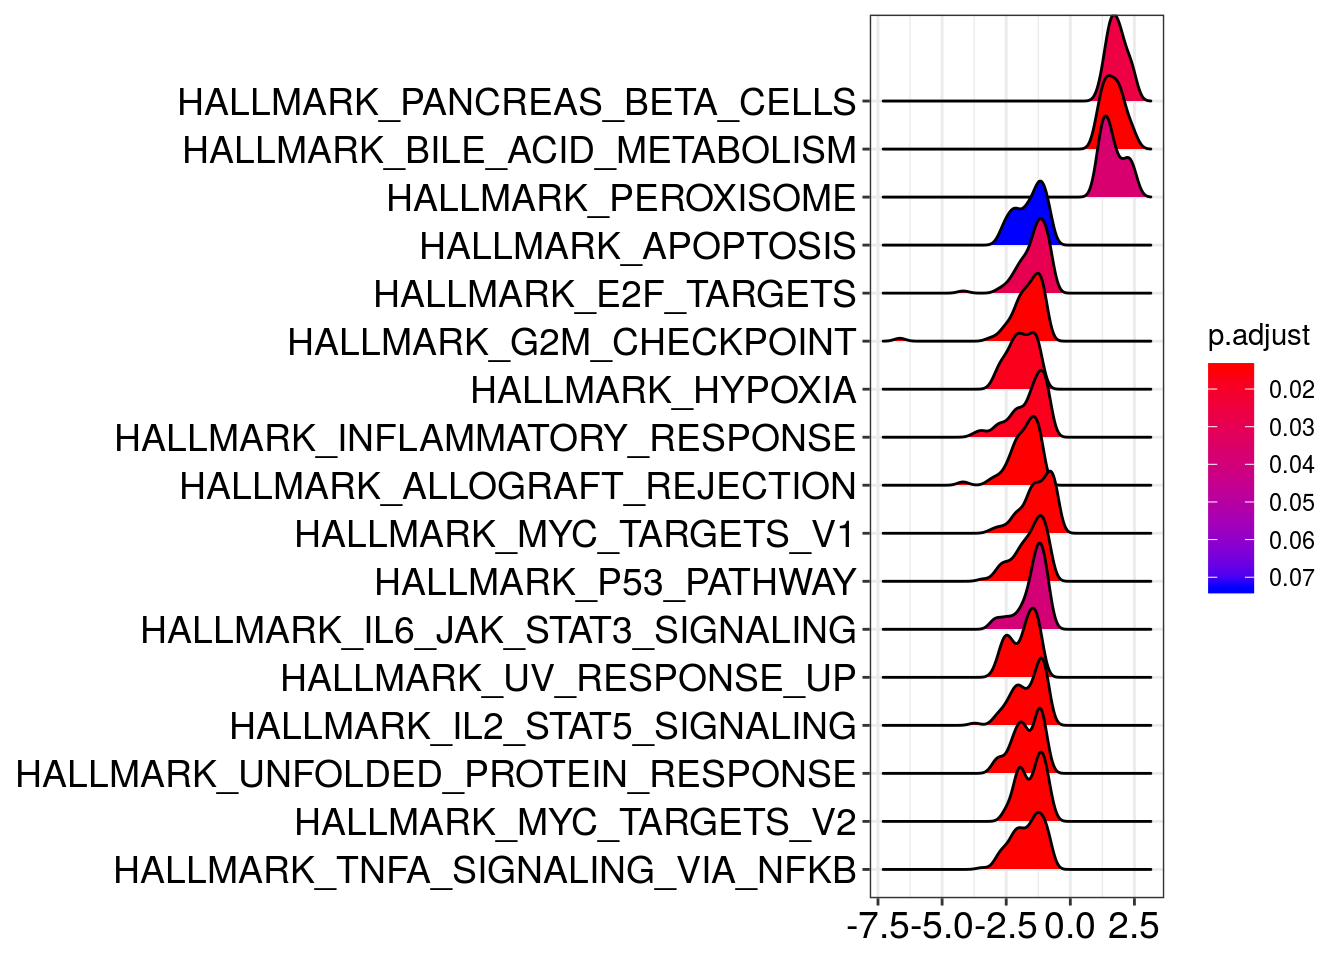 HALLMARK_PANCREAS_BETA_CELLS
HALLMARK_BILE_ACID_METABOLISM
HALLMARK_PEROXISOME
HALLMARK_APOPTOSIS
HALLMARK_E2F_TARGETS
HALLMARK_G2M_CHECKPOINT
HALLMARK_HYPOXIA
HALLMARK_INFLAMMATORY_RESPONSE
HALLMARK_ALLOGRAFT_REJECTION
HALLMARK_MYC_TARGETS_V1
HALLMARK_P53_PATHWAY
HALLMARK_IL6_JAK_STAT3_SIGNALING
HALLMARK_UV_RESPONSE_UP
HALLMARK_IL2_STAT5_SIGNALING
HALLMARK_UNFOLDED_PROTEIN_RESPONSE
HALLMARK_MYC_TARGETS_V2
HALLMARK_TNFA_SIGNALING_VIA_NFKB
-7.5 -5.0 -2.5 0.0 2.5
p.adjust
0.02
0.03
0.04
0.05
0.06
0.07